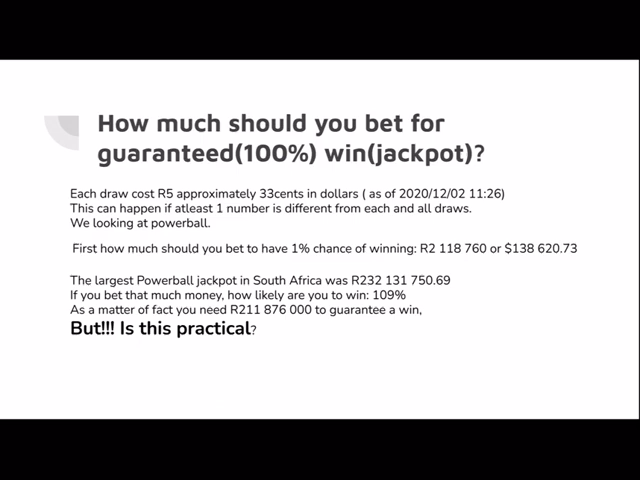 How much should you bet for
guaranteed(100%) win(jackpot)?
Each draw cost R5 approximately 33cents in dollars ( as of 2020/12/02 11:26)
This can happen if atleast 1 number is different from each and all draws.
We looking at powerball.
First how much should you bet to have 1% chance of winning: R2 118 760 or $138 620.73
The largest Powerball jackpot in South Africa was R232 131 750.69
If you bet that much money, how likely are you to win: 109%
As a matter of fact you need R211 876 000 to guarantee a win,
But!!! Is this practical?